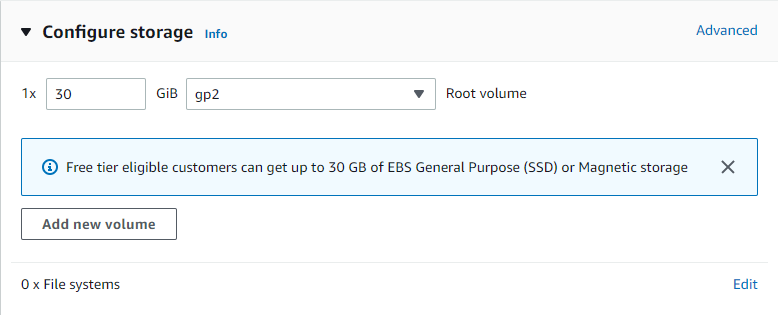 Configure storage Info Advanced
1x 30 GiB gp2 Root volume
Free tier eligible customers can get up to 30 GB of EBS General Purpose (SSD) or Magnetic storage
Add new volume
0 x File systems Edit